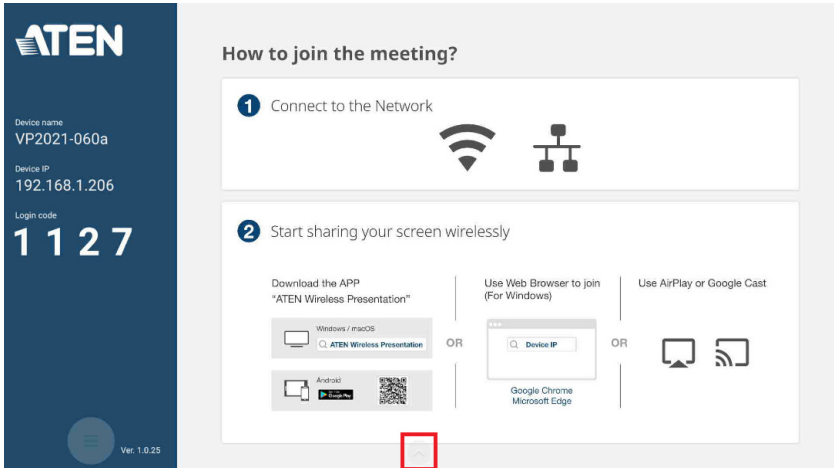 ATEN
Device name
VP2021-060a
Device IP
192.168.1.206
Login code
1 1 2 7
Ver. 1.0.25
How to join the meeting?
1 Connect to the Network
2 Start sharing your screen wirelessly
Download the APP
“ATEN Wireless Presentation”
Windows / macOS
ATEN Wireless Presentation
Android
Google Play
OR
Use Web Browser to join
(For Windows)
Device IP
Google Chrome
Microsoft Edge
OR
Use AirPlay or Google Cast